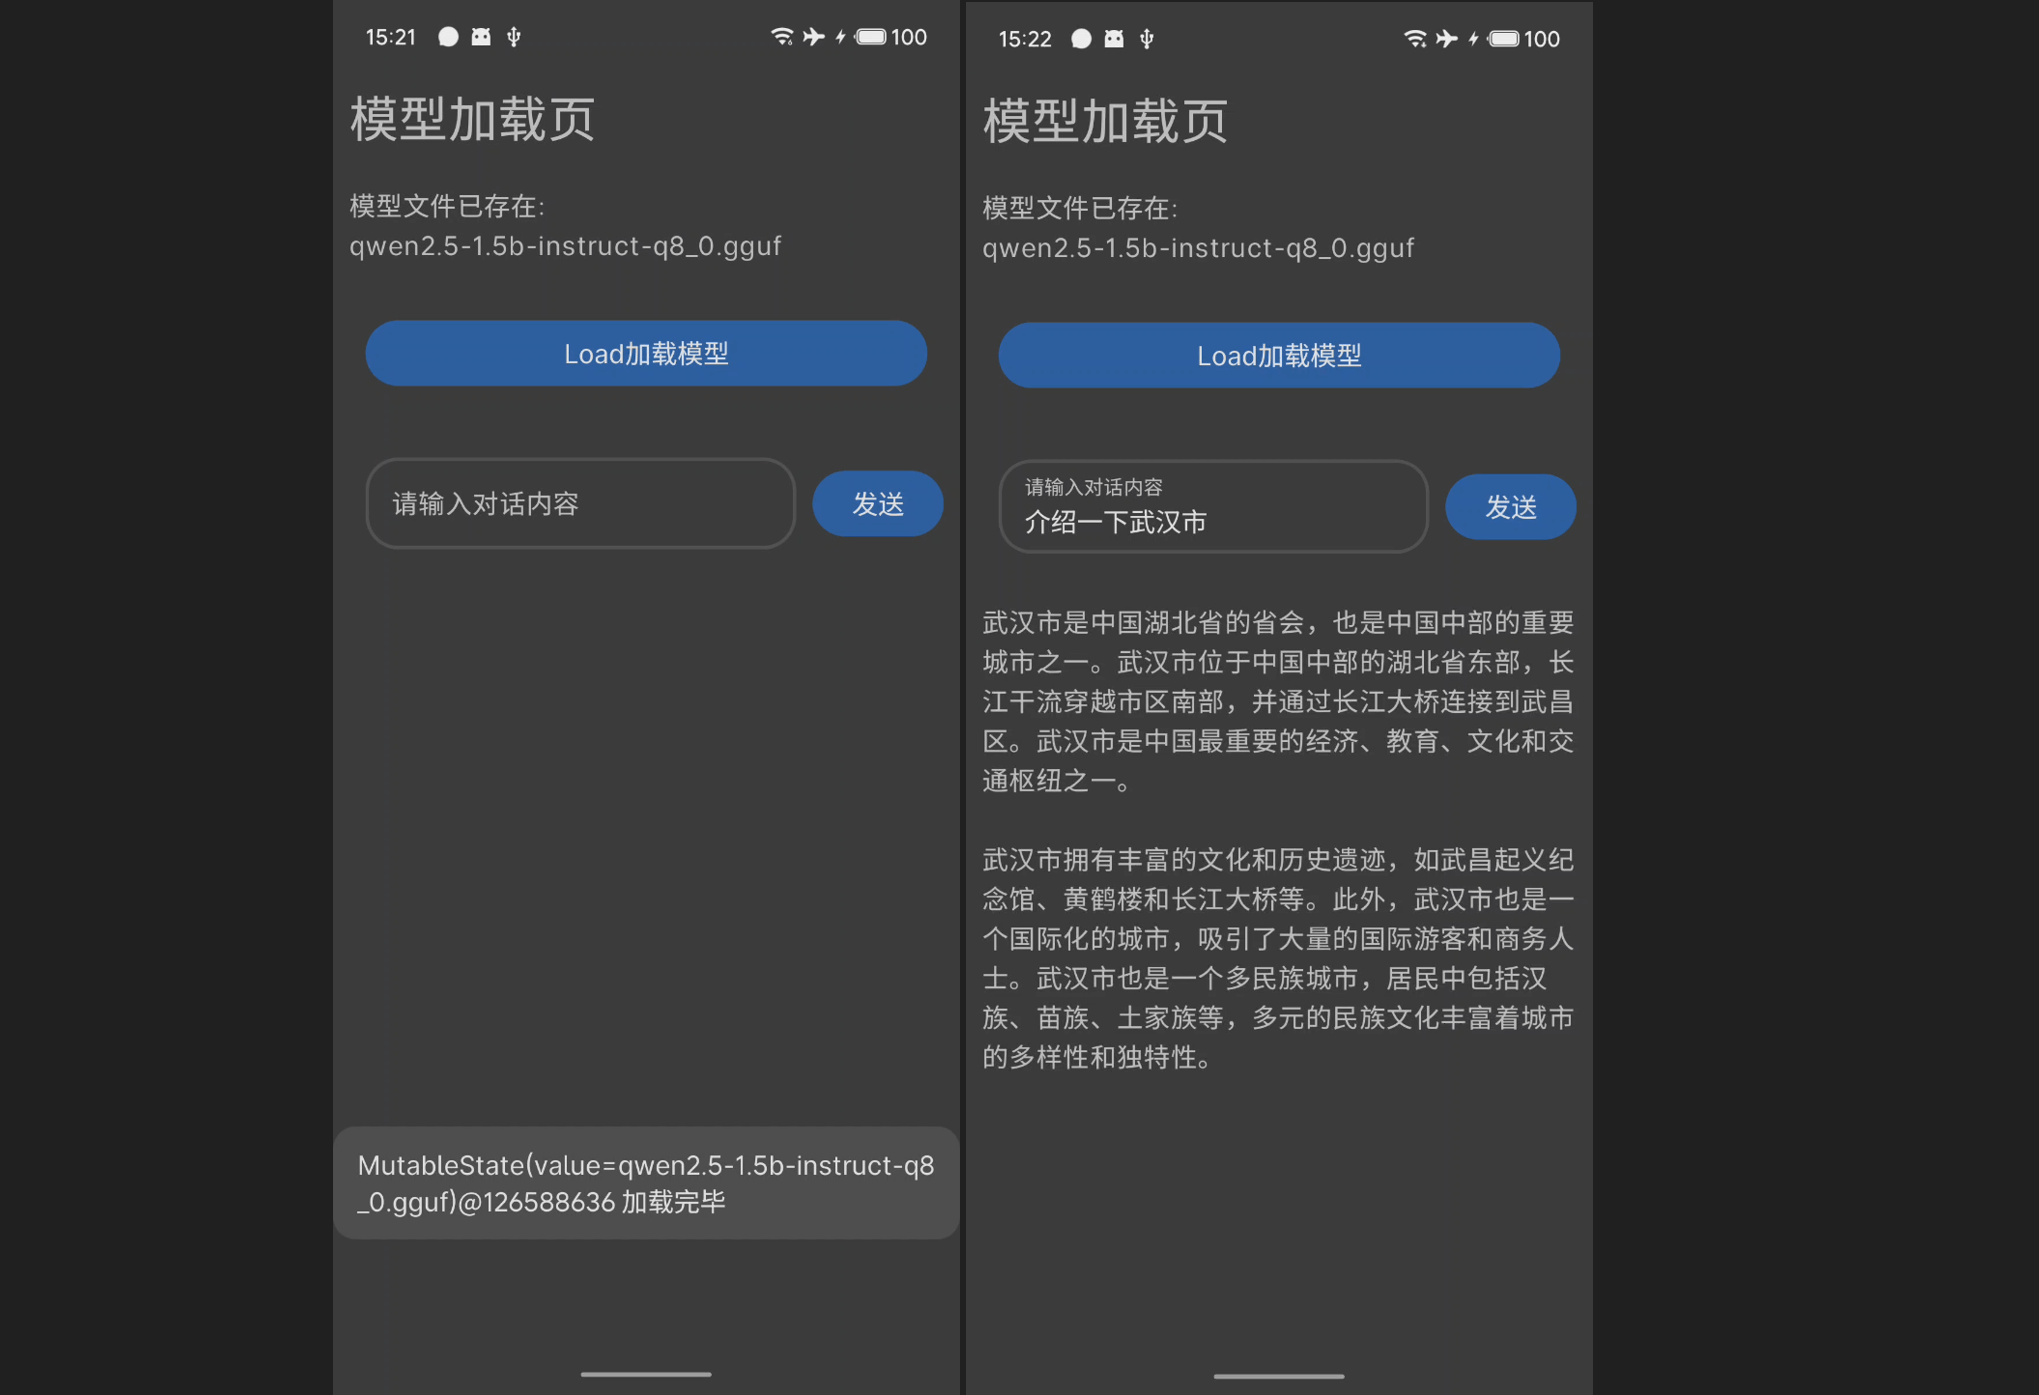 15:21
100
模型加载页
模型文件已存在:
qwen2.5-1.5b-instruct-q8_0.gguf
Load加载模型
请输入对话内容
发送
MutableState(value=qwen2.5-1.5b-instruct-q8
_0.gguf)@126588636 加载完毕
15:22
100
模型加载页
模型文件已存在:
qwen2.5-1.5b-instruct-q8_0.gguf
Load加载模型
请输入对话内容
介绍一下武汉市
发送
武汉市是中国湖北省的省会，也是中国中部的重要
城市之一。武汉市位于中国中部的湖北省东部，长
江干流穿越市区南部，并通过长江大桥连接到武昌
区。武汉市是中国最重要的经济、教育、文化和交
通枢纽之一。
武汉市拥有丰富的文化和历史遗迹，如武昌起义纪
念馆、黄鹤楼和长江大桥等。此外，武汉市也是一
个国际化的城市，吸引了大量的国际游客和商务人
士。武汉市也是一个多民族城市，居民中包括汉
族、苗族、土家族等，多元的民族文化丰富着城市
的多样性和独特性。